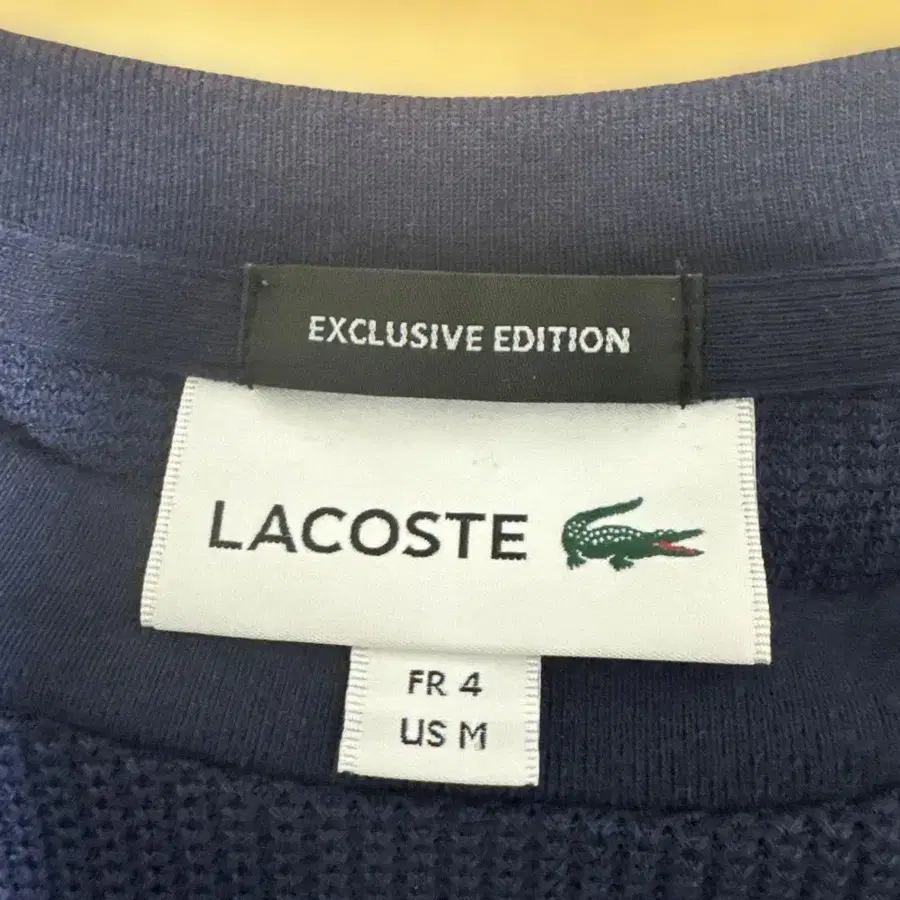 EXCLUSIVE EDITION
LACOSTE
FR 4
US M